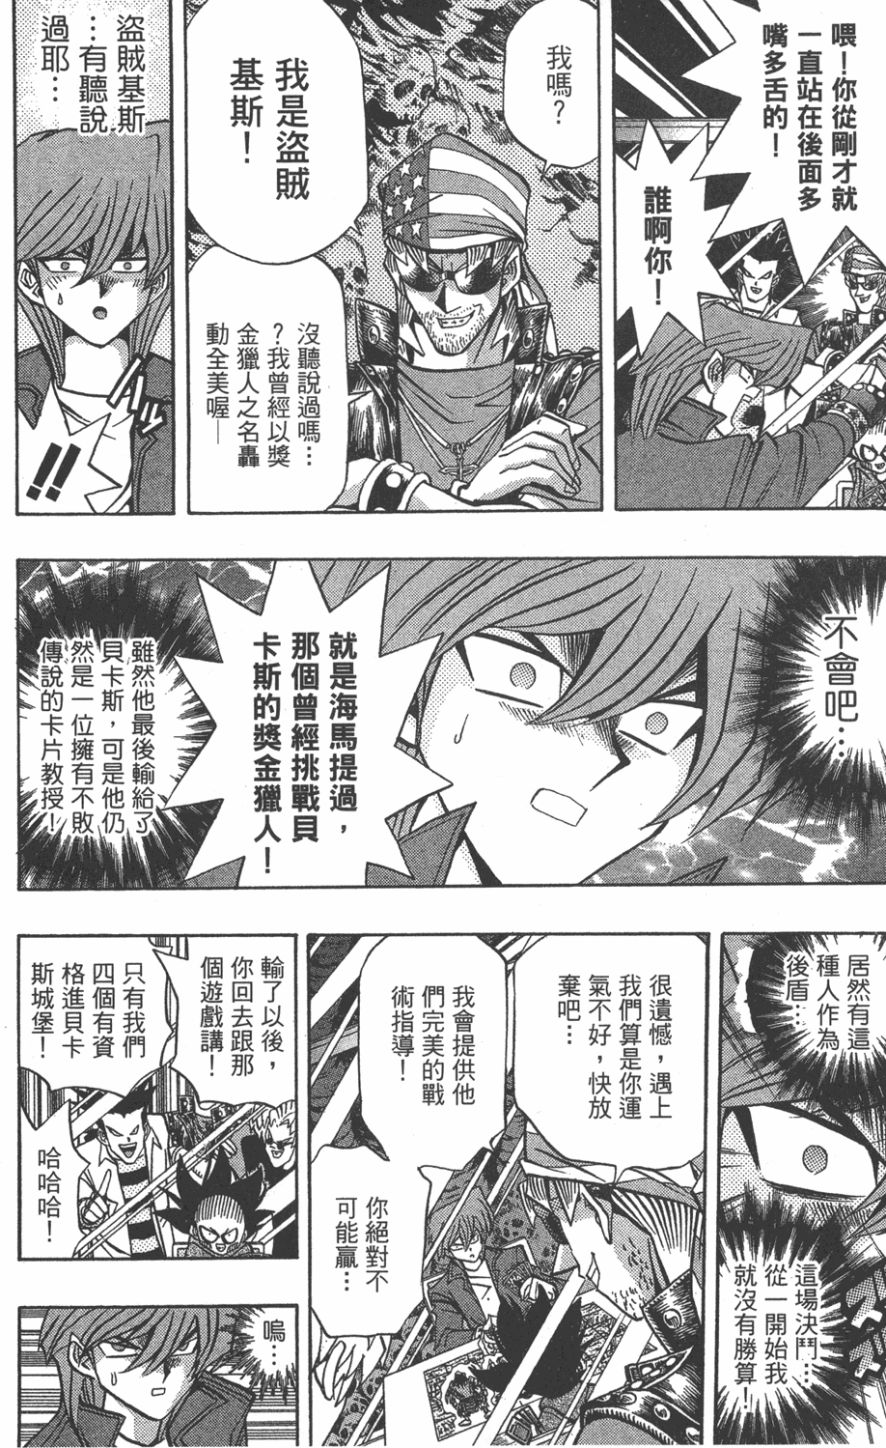 喂！你從剛才就
一直站在後面多
嘴多舌的！
誰啊你！
我嗎？
我是盜賊
基斯！
沒聽說過嗎…
？我曾經以獎
金獵人之名轟
動全美喔—
盜賊基斯
…有聽說
過耶…
ハッ
!!
不會吧…
就是海馬提過，
那個曾經挑戰貝
卡斯的獎金獵人！
雖然他最後輸給了
貝卡斯，可是他仍
然是一位擁有不敗
傳說的卡片教授！
居然有這
種人作為
後盾…
這場決鬥…
從一開始我
就沒有勝算！
很遺憾，遇上
我們算是你運
氣不好，快放
棄吧…
我會提供他
們完美的戰
術指導！
你絕對不
可能贏…
輸了以後，
你回去跟那
個遊戲講！
只有我們
四個有資
格進貝卡
斯城堡！
哈哈哈！
嗚…